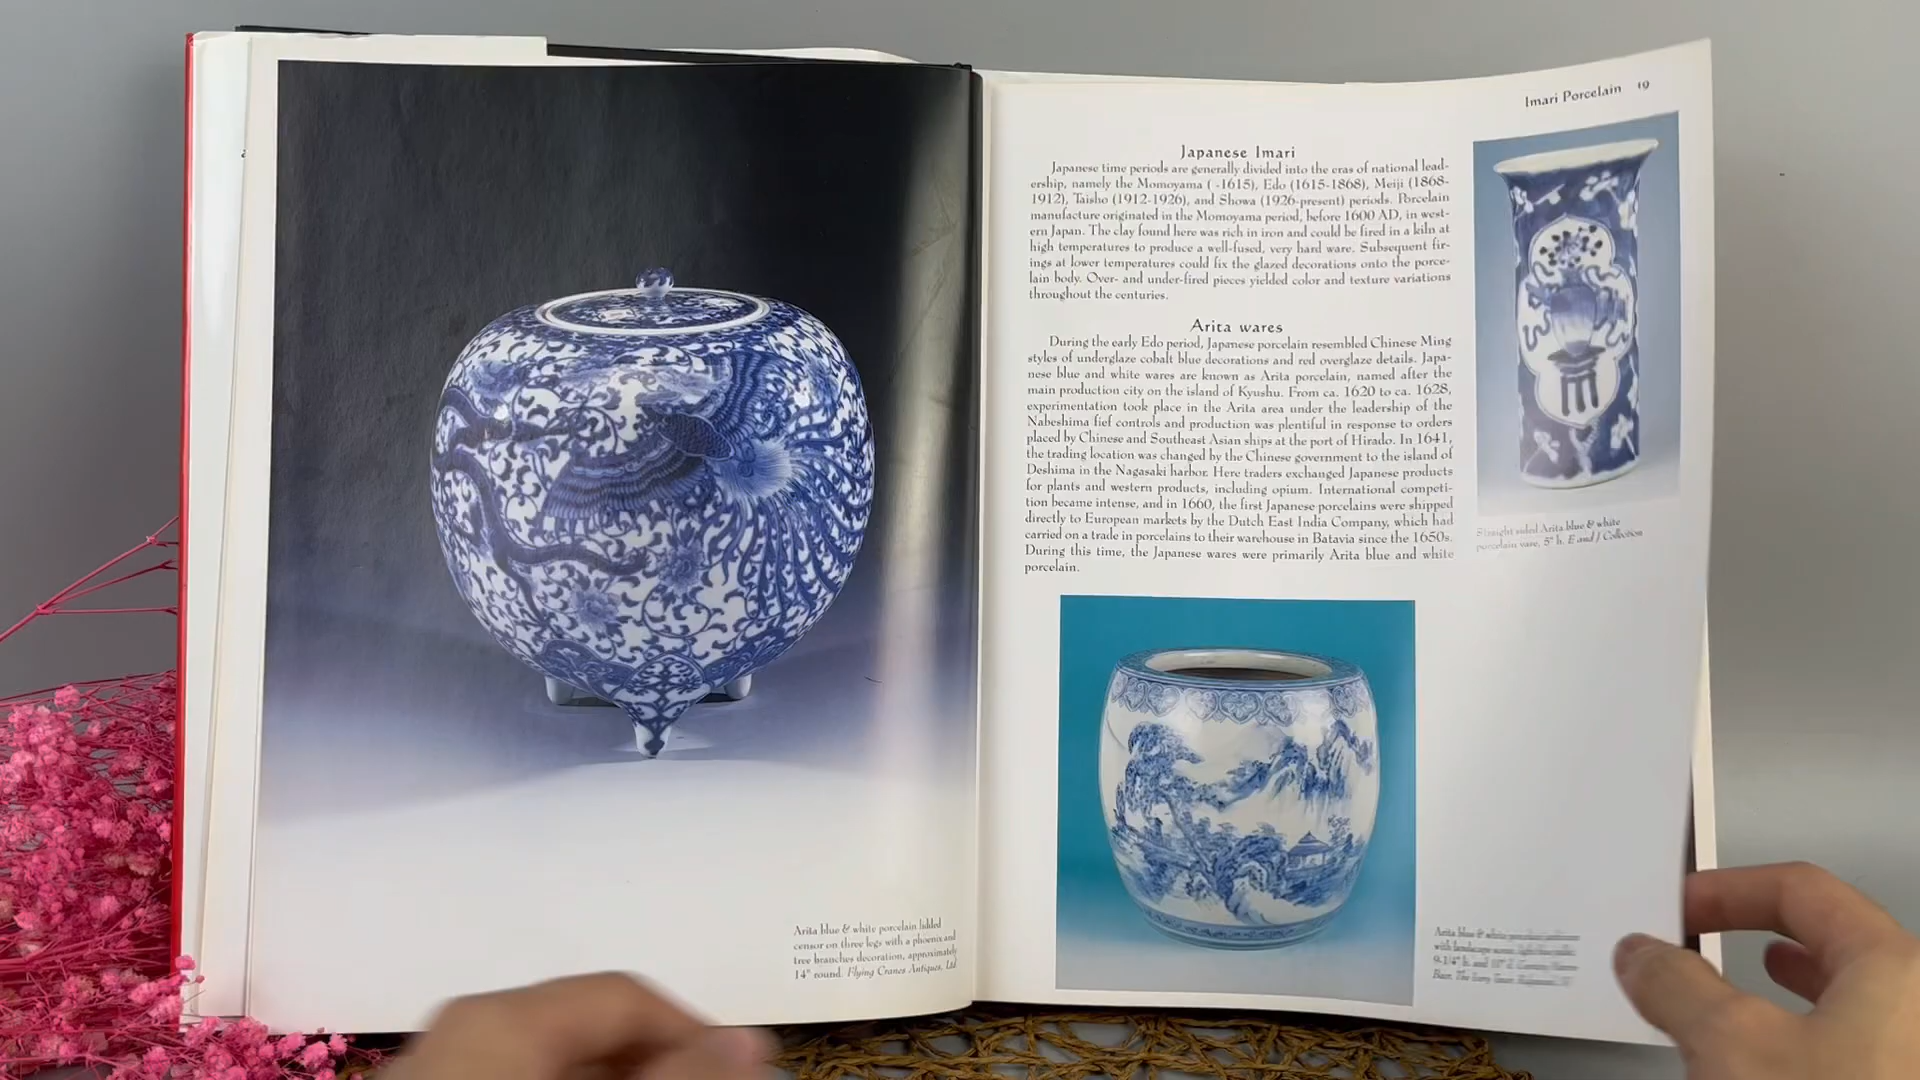 Arita blue & white porcelain lidded
censor on three legs with a phoenix and
tree branches decoration, approximately
14" round. Flying Cranes Antiques, Ltd
Imari Porcelain 19
Japanese Imari
Japanese time periods are generally divided into the eras of national lead-
ership, namely the Momoyama ( -1615), Edo (1615-1868), Meiji (1868-
1912), Taisho (1912-1926), and Showa (1926-present) periods. Porcelain
manufacture originated in the Momoyama period, before 1600 AD, in west-
ern Japan. The clay found here was rich in iron and could be fired in a kiln at
high temperatures to produce a well-fused, very hard ware. Subsequent fir-
ings at lower temperatures could fix the glazed decorations onto the porce-
lain body. Over- and under-fired pieces yielded color and texture variations
throughout the centuries.
Arita wares
During the early Edo period, Japanese porcelain resembled Chinese Ming
styles of underglaze cobalt blue decorations and red overglaze details. Japa-
nese blue and white wares are known as Arita porcelain, named after the
main production city on the island of Kyushu. From ca. 1620 to ca. 1628,
experimentation took place in the Arita area under the leadership of the
Nabeshima fief controls and production was plentiful in response to orders
placed by Chinese and Southeast Asian ships at the port of Hirado. In 1641,
the trading location was changed by the Chinese government to the island of
Deshima in the Nagasaki harbor. Here traders exchanged Japanese products
for plants and western products, including opium. International competi-
tion became intense, and in 1660, the first Japanese porcelains were shipped
directly to European markets by the Dutch East India Company, which had
carried on a trade in porcelains to their warehouse in Batavia since the 1650s.
During this time, the Japanese wares were primarily Arita blue and white
porcelain.
Straight sided Arita blue & white
porcelain vase, 5" h. E and J Collection
Arita blue & white
with landscape
9-1/4" h. and 11" d.